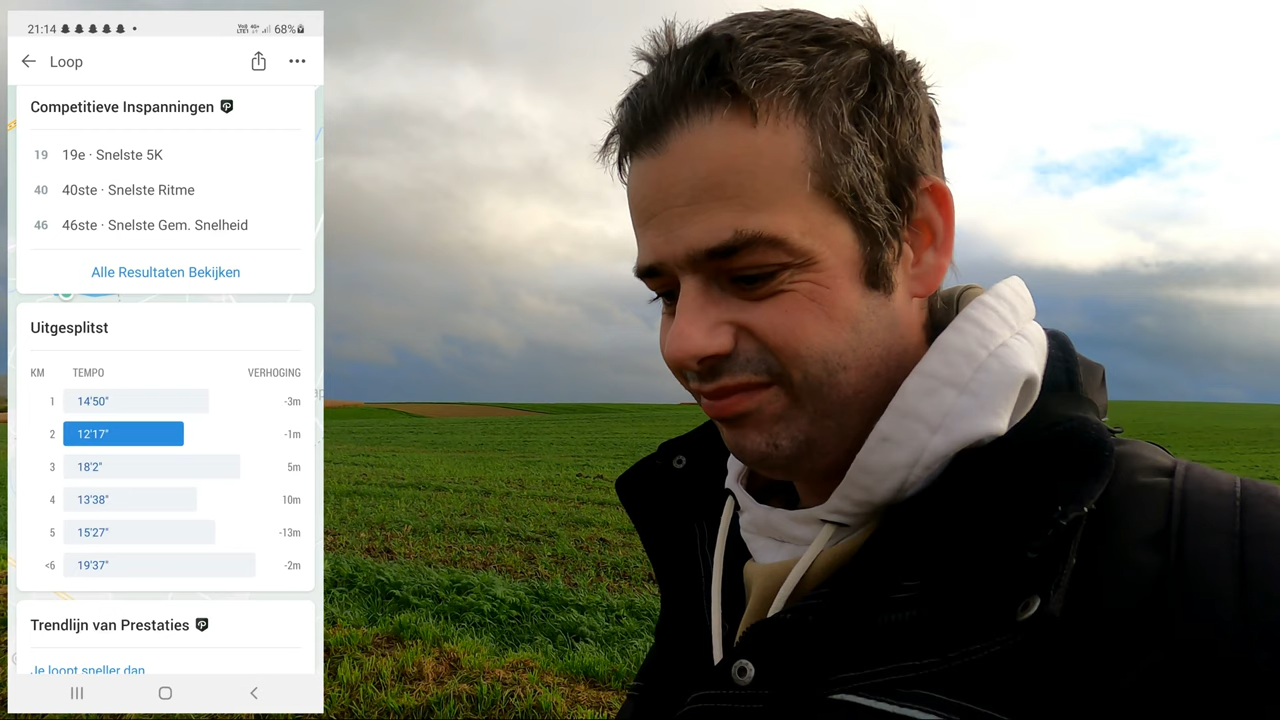 21:14
68%
Loop
Competitieve Inspanningen
19 19e · Snelste 5K
40 40ste · Snelste Ritme
46 46ste · Snelste Gem. Snelheid
Alle Resultaten Bekijken
Uitgesplitst
KM TEMPO VERHOGING
1 14'50" -3m
2 12'17" -1m
3 18'2" 5m
4 13'38" 10m
5 15'27" -13m
<6 19'37" -2m
Trendlijn van Prestaties
Je loopt sneller dan